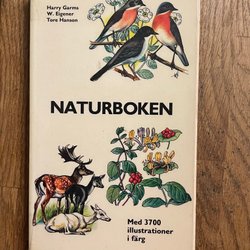 Harry Garms
W. Eigener
Tore Hanson
NATURBOKEN
Med 3700
illustrationer
i färg